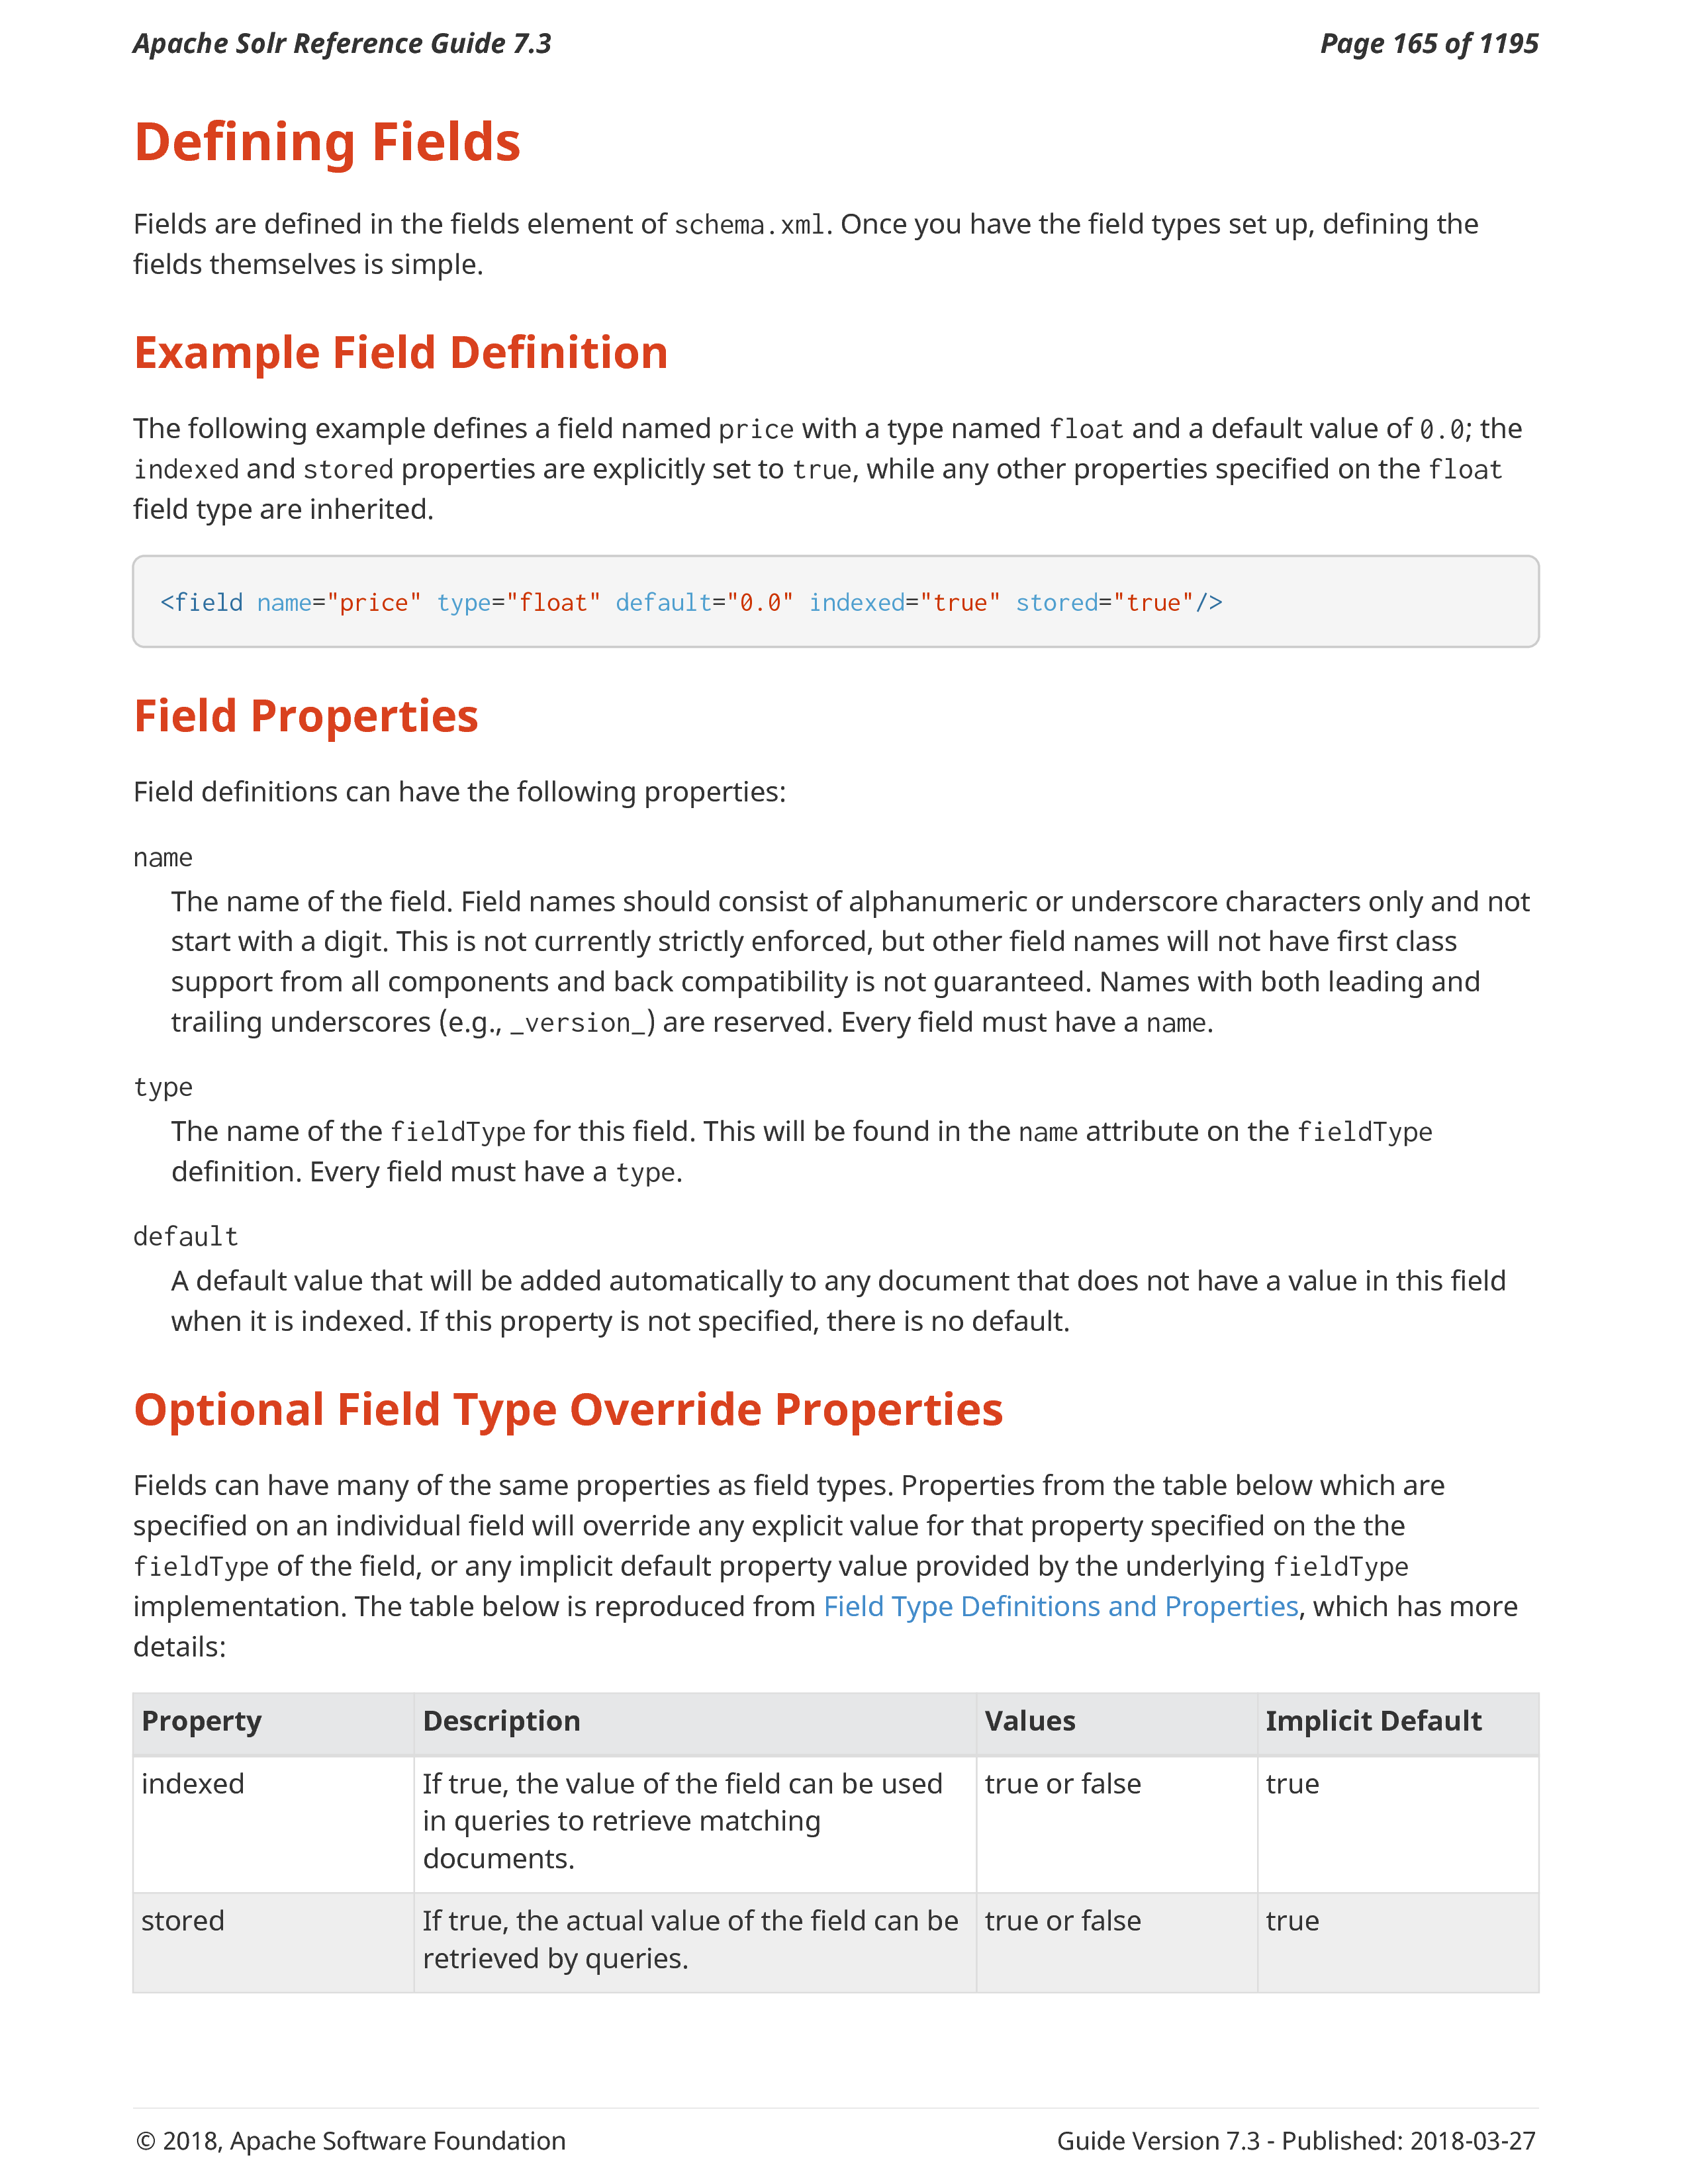 Apache Solr Reference Guide 7.3 Page 165 of 1195
Defining Fields
Fields are defined in the fields element of schema.xml. Once you have the field types set up, defining the
fields themselves is simple.
Example Field Definition
The following example defines a field named price with a type named float and a default value of 0.0; the
indexed and stored properties are explicitly set to true, while any other properties specified on the float
field type are inherited.
<field name="price" type="float" default="0.0" indexed="true" stored="true"/>
Field Properties
Field definitions can have the following properties:
name
The name of the field. Field names should consist of alphanumeric or underscore characters only and not
start with a digit. This is not currently strictly enforced, but other field names will not have first class
support from all components and back compatibility is not guaranteed. Names with both leading and
trailing underscores (e.g., _version_) are reserved. Every field must have a name.
type
The name of the fieldType for this field. This will be found in the name attribute on the fieldType
definition. Every field must have a type.
default
A default value that will be added automatically to any document that does not have a value in this field
when it is indexed. If this property is not specified, there is no default.
Optional Field Type Override Properties
Fields can have many of the same properties as field types. Properties from the table below which are
specified on an individual field will override any explicit value for that property specified on the the
fieldType of the field, or any implicit default property value provided by the underlying fieldType
implementation. The table below is reproduced from Field Type Definitions and Properties, which has more
details:
Property Description Values Implicit Default
indexed If true, the value of the field can be used true or false true
in queries to retrieve matching
documents.
stored If true, the actual value of the field can be true or false true
retrieved by queries.
© 2018, Apache Software Foundation Guide Version 7.3 - Published: 2018-03-27